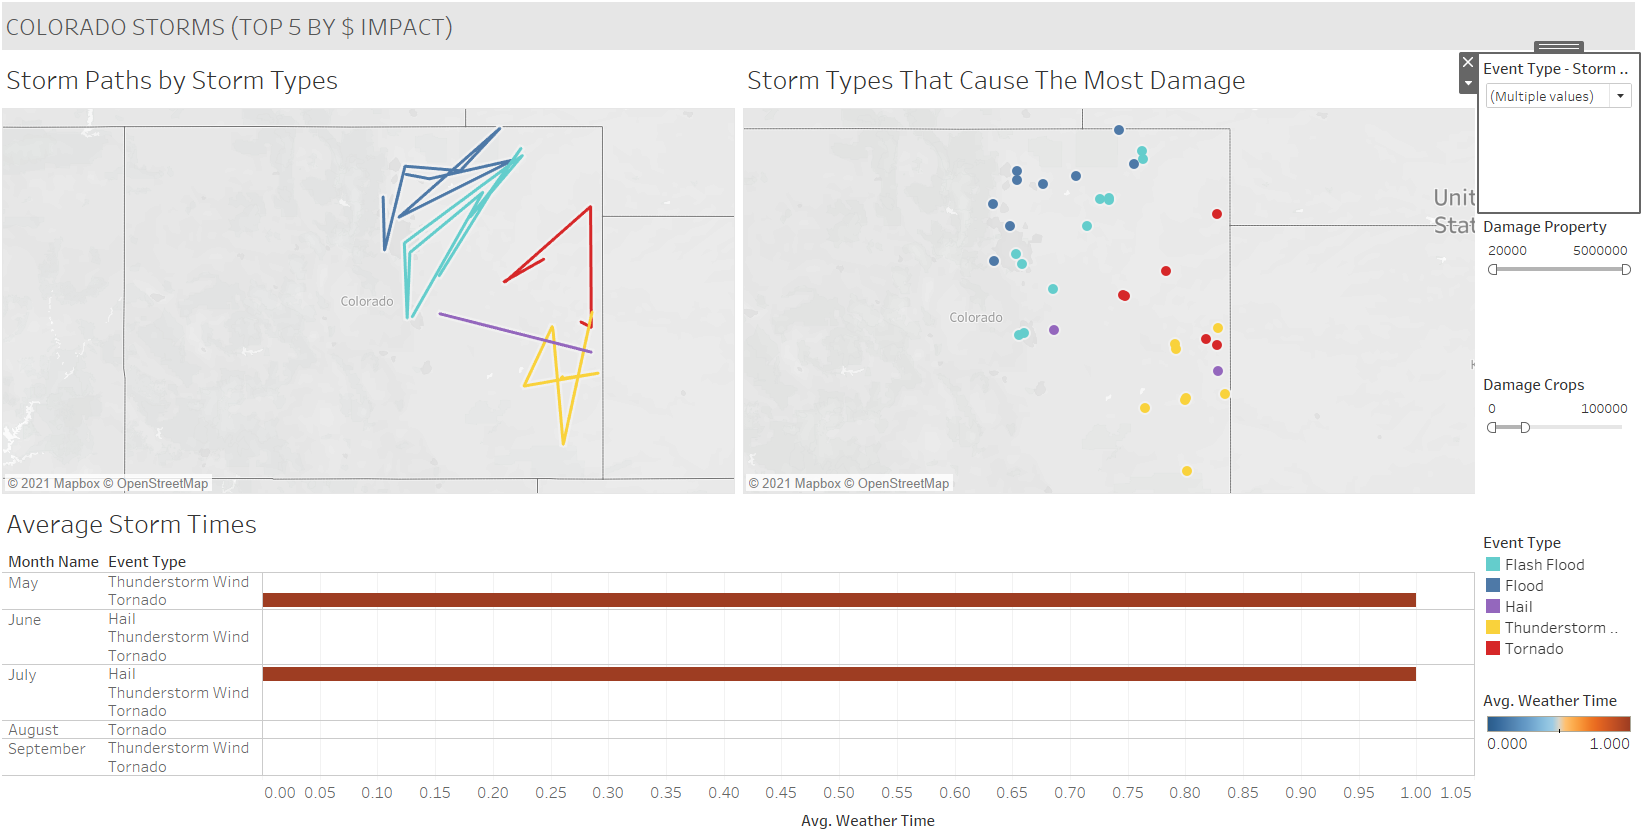 COLORADO STORMS (TOP 5 BY $ IMPACT)
Storm Paths by Storm Types
Storm Types That Cause The Most Damage
Event Type - Storm ..
(Multiple values)
Colorado
© 2021 Mapbox © OpenStreetMap
Colorado
Unit
Stat
© 2021 Mapbox © OpenStreetMap
Damage Property
20000 5000000
Damage Crops
0 100000
Average Storm Times
Month Name Event Type
May Thunderstorm Wind
Tornado
June Hail
Thunderstorm Wind
Tornado
July Hail
Thunderstorm Wind
Tornado
August Tornado
September Thunderstorm Wind
Tornado
0.00 0.05 0.10 0.15 0.20 0.25 0.30 0.35 0.40 0.45 0.50 0.55 0.60 0.65 0.70 0.75 0.80 0.85 0.90 0.95 1.00 1.05
Avg. Weather Time
Event Type
Flash Flood
Flood
Hail
Thunderstorm ..
Tornado
Avg. Weather Time
0.000 1.000